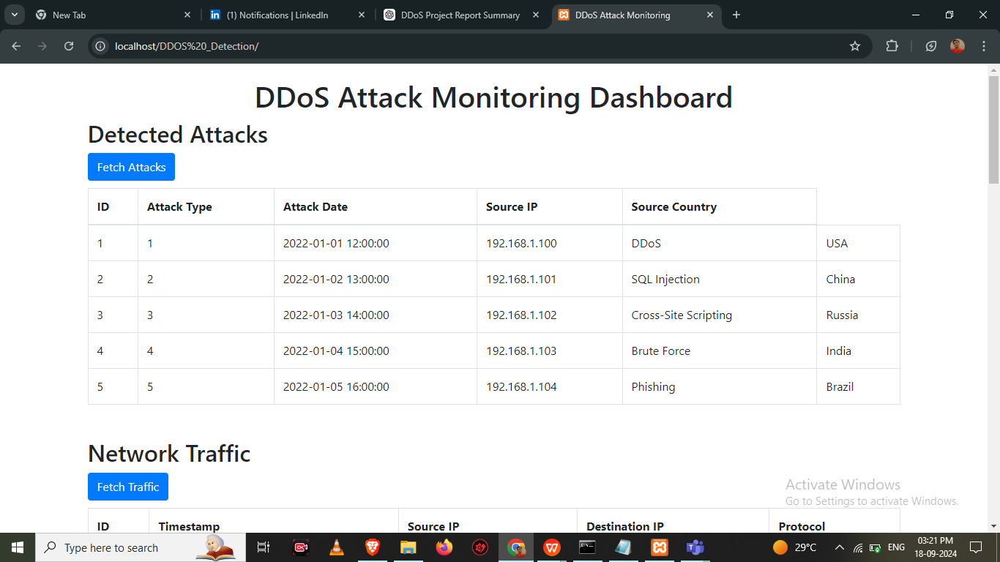 New Tab
(1) Notifications | LinkedIn
DDoS Project Report Summary
DDoS Attack Monitoring
localhost/DDOS%20_Detection/
DDoS Attack Monitoring Dashboard
Detected Attacks
Fetch Attacks
ID Attack Type Attack Date Source IP Source Country
1 1 2022-01-01 12:00:00 192.168.1.100 DDoS USA
2 2 2022-01-02 13:00:00 192.168.1.101 SQL Injection China
3 3 2022-01-03 14:00:00 192.168.1.102 Cross-Site Scripting Russia
4 4 2022-01-04 15:00:00 192.168.1.103 Brute Force India
5 5 2022-01-05 16:00:00 192.168.1.104 Phishing Brazil
Network Traffic
Fetch Traffic
Activate Windows
Go to Settings to activate Windows.
ID Timestamp Source IP Destination IP Protocol
Type here to search
29°C
ENG
03:21 PM
18-09-2024